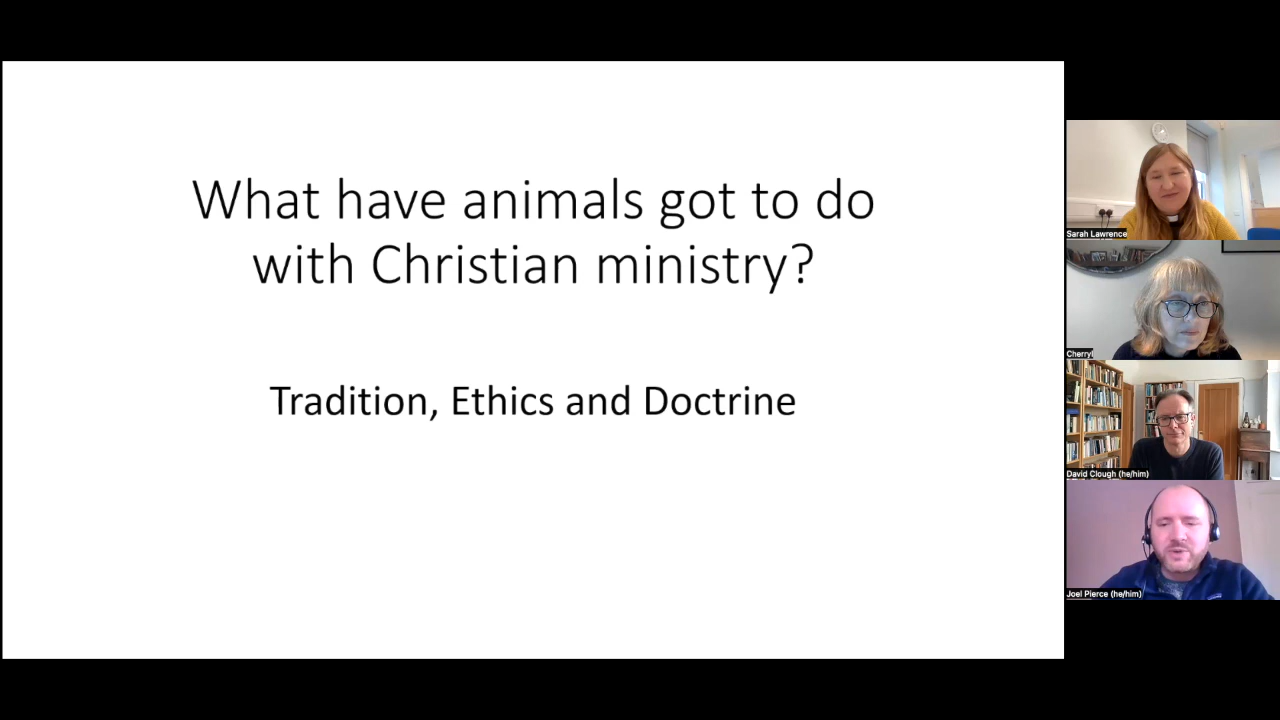 What have animals got to do
with Christian ministry?
Tradition, Ethics and Doctrine
Sarah Lawrence
Cherryl
David Clough (he/him)
Joel Pierce (he/him)